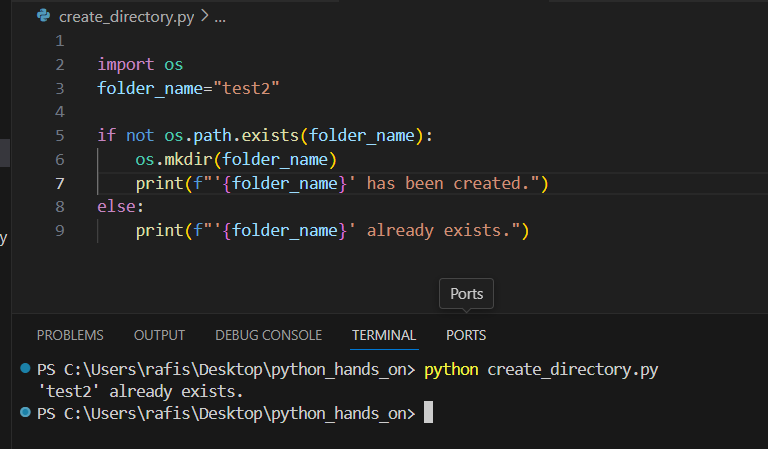 create_directory.py > ...
1
2 import os
3 folder_name="test2"
4
5 if not os.path.exists(folder_name):
6     os.mkdir(folder_name)
7     print(f"'{folder_name}' has been created.")
8 else:
9     print(f"'{folder_name}' already exists.")
y
Ports
PROBLEMS OUTPUT DEBUG CONSOLE TERMINAL PORTS
PS C:\Users\rafis\Desktop\python_hands_on> python create_directory.py
'test2' already exists.
PS C:\Users\rafis\Desktop\python_hands_on>